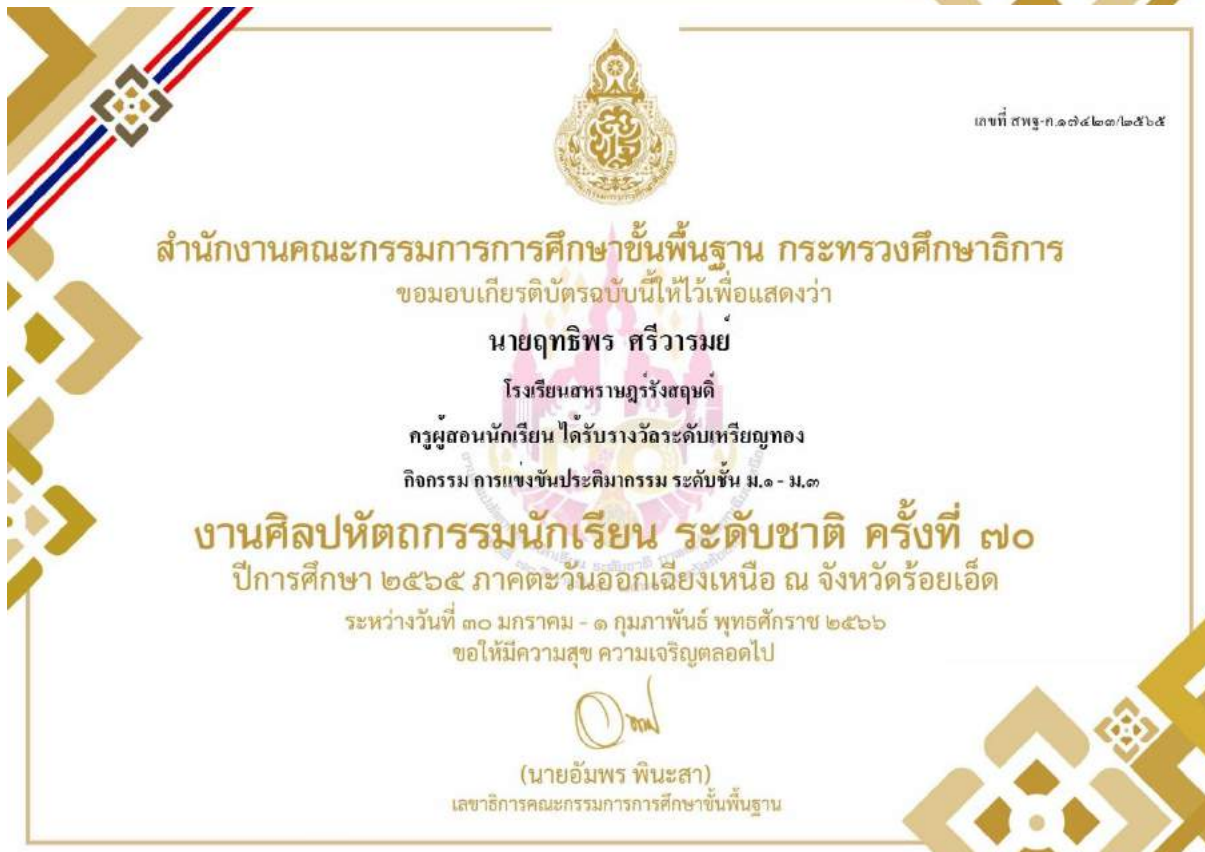 เลขที่ สพฐ-ก.๑๗๔๒๓/๒๕๖๕
สำนักงานคณะกรรมการการศึกษาขั้นพื้นฐาน กระทรวงศึกษาธิการ
ขอมอบเกียรติบัตรฉบับนี้ให้ไว้เพื่อแสดงว่า
นายฤทธิพร ศรีวารมย์
โรงเรียนสหราษฎร์รังสฤษดิ์
ครูผู้สอนนักเรียน ได้รับรางวัลระดับเหรียญทอง
กิจกรรม การแข่งขันประติมากรรม ระดับชั้น ม.๑ - ม.๓
งานศิลปหัตถกรรมนักเรียน ระดับชาติ ครั้งที่ ๗๐
ปีการศึกษา ๒๕๖๕ ภาคตะวันออกเฉียงเหนือ ณ จังหวัดร้อยเอ็ด
ระหว่างวันที่ ๓๐ มกราคม - ๑ กุมภาพันธ์ พุทธศักราช ๒๕๖๖
ขอให้มีความสุข ความเจริญตลอดไป
(นายอัมพร พินะสา)
เลขาธิการคณะกรรมการการศึกษาขั้นพื้นฐาน